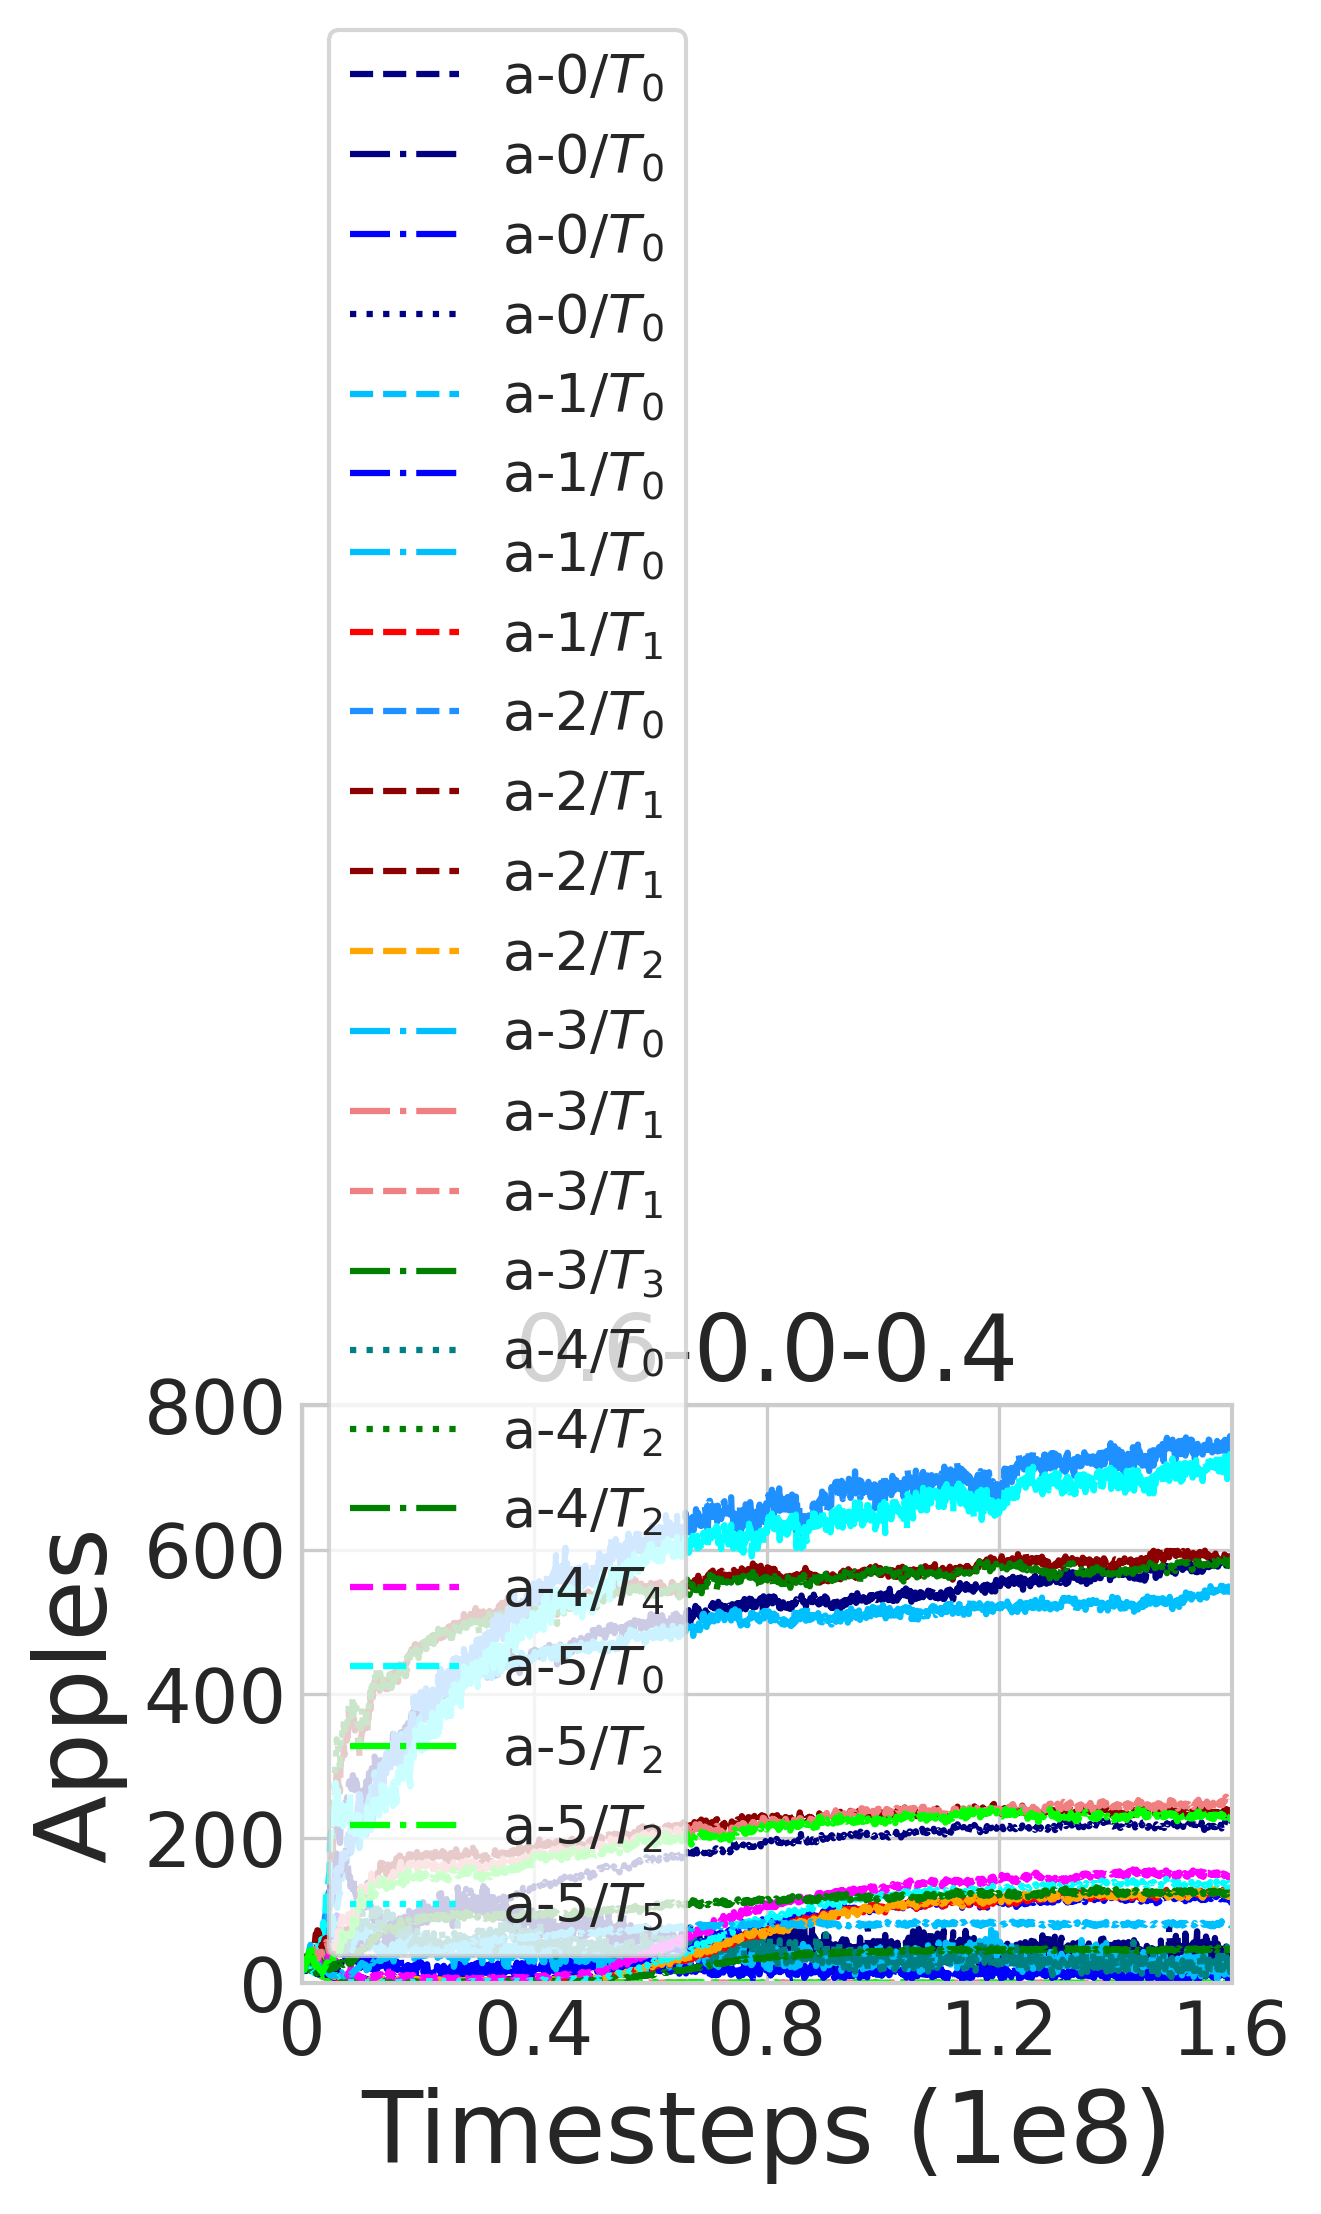 a-0/T₀
a-0/T₀
a-0/T₀
a-0/T₀
a-1/T₀
a-1/T₀
a-1/T₀
a-1/T₁
a-2/T₀
a-2/T₁
a-2/T₁
a-2/T₂
a-3/T₀
a-3/T₁
a-3/T₁
a-3/T₃
a-4/T₀
a-4/T₂
a-4/T₂
a-4/T₄
a-5/T₀
a-5/T₂
a-5/T₂
a-5/T₅
0.6-0.0-0.4
800
600
400
200
0
Apples
0 0.4 0.8 1.2 1.6
Timesteps (1e8)